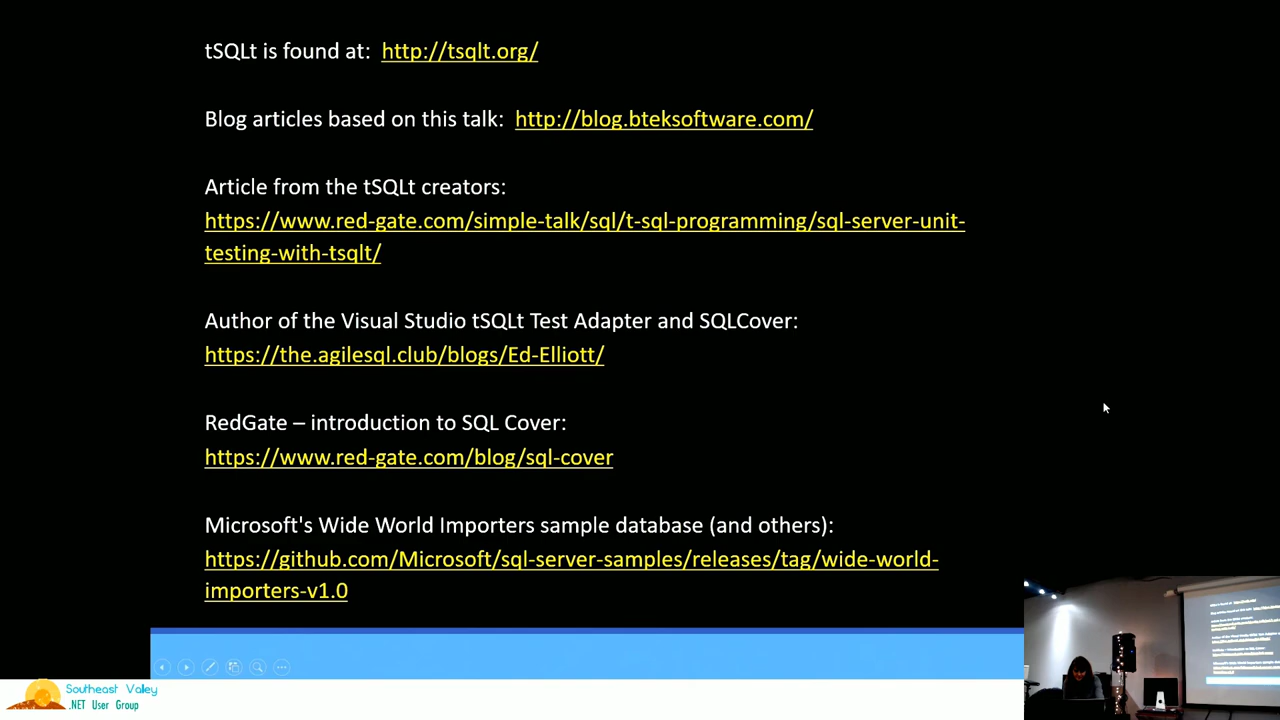 tSQLt is found at: http://tsqlt.org/
Blog articles based on this talk: http://blog.bteksoftware.com/
Article from the tSQLt creators:
https://www.red-gate.com/simple-talk/sql/t-sql-programming/sql-server-unit-
testing-with-tsqlt/
Author of the Visual Studio tSQLt Test Adapter and SQLCover:
https://the.agilesql.club/blogs/Ed-Elliott/
RedGate – introduction to SQL Cover:
https://www.red-gate.com/blog/sql-cover
Microsoft's Wide World Importers sample database (and others):
https://github.com/Microsoft/sql-server-samples/releases/tag/wide-world-
importers-v1.0
Southeast Valley
.NET User Group